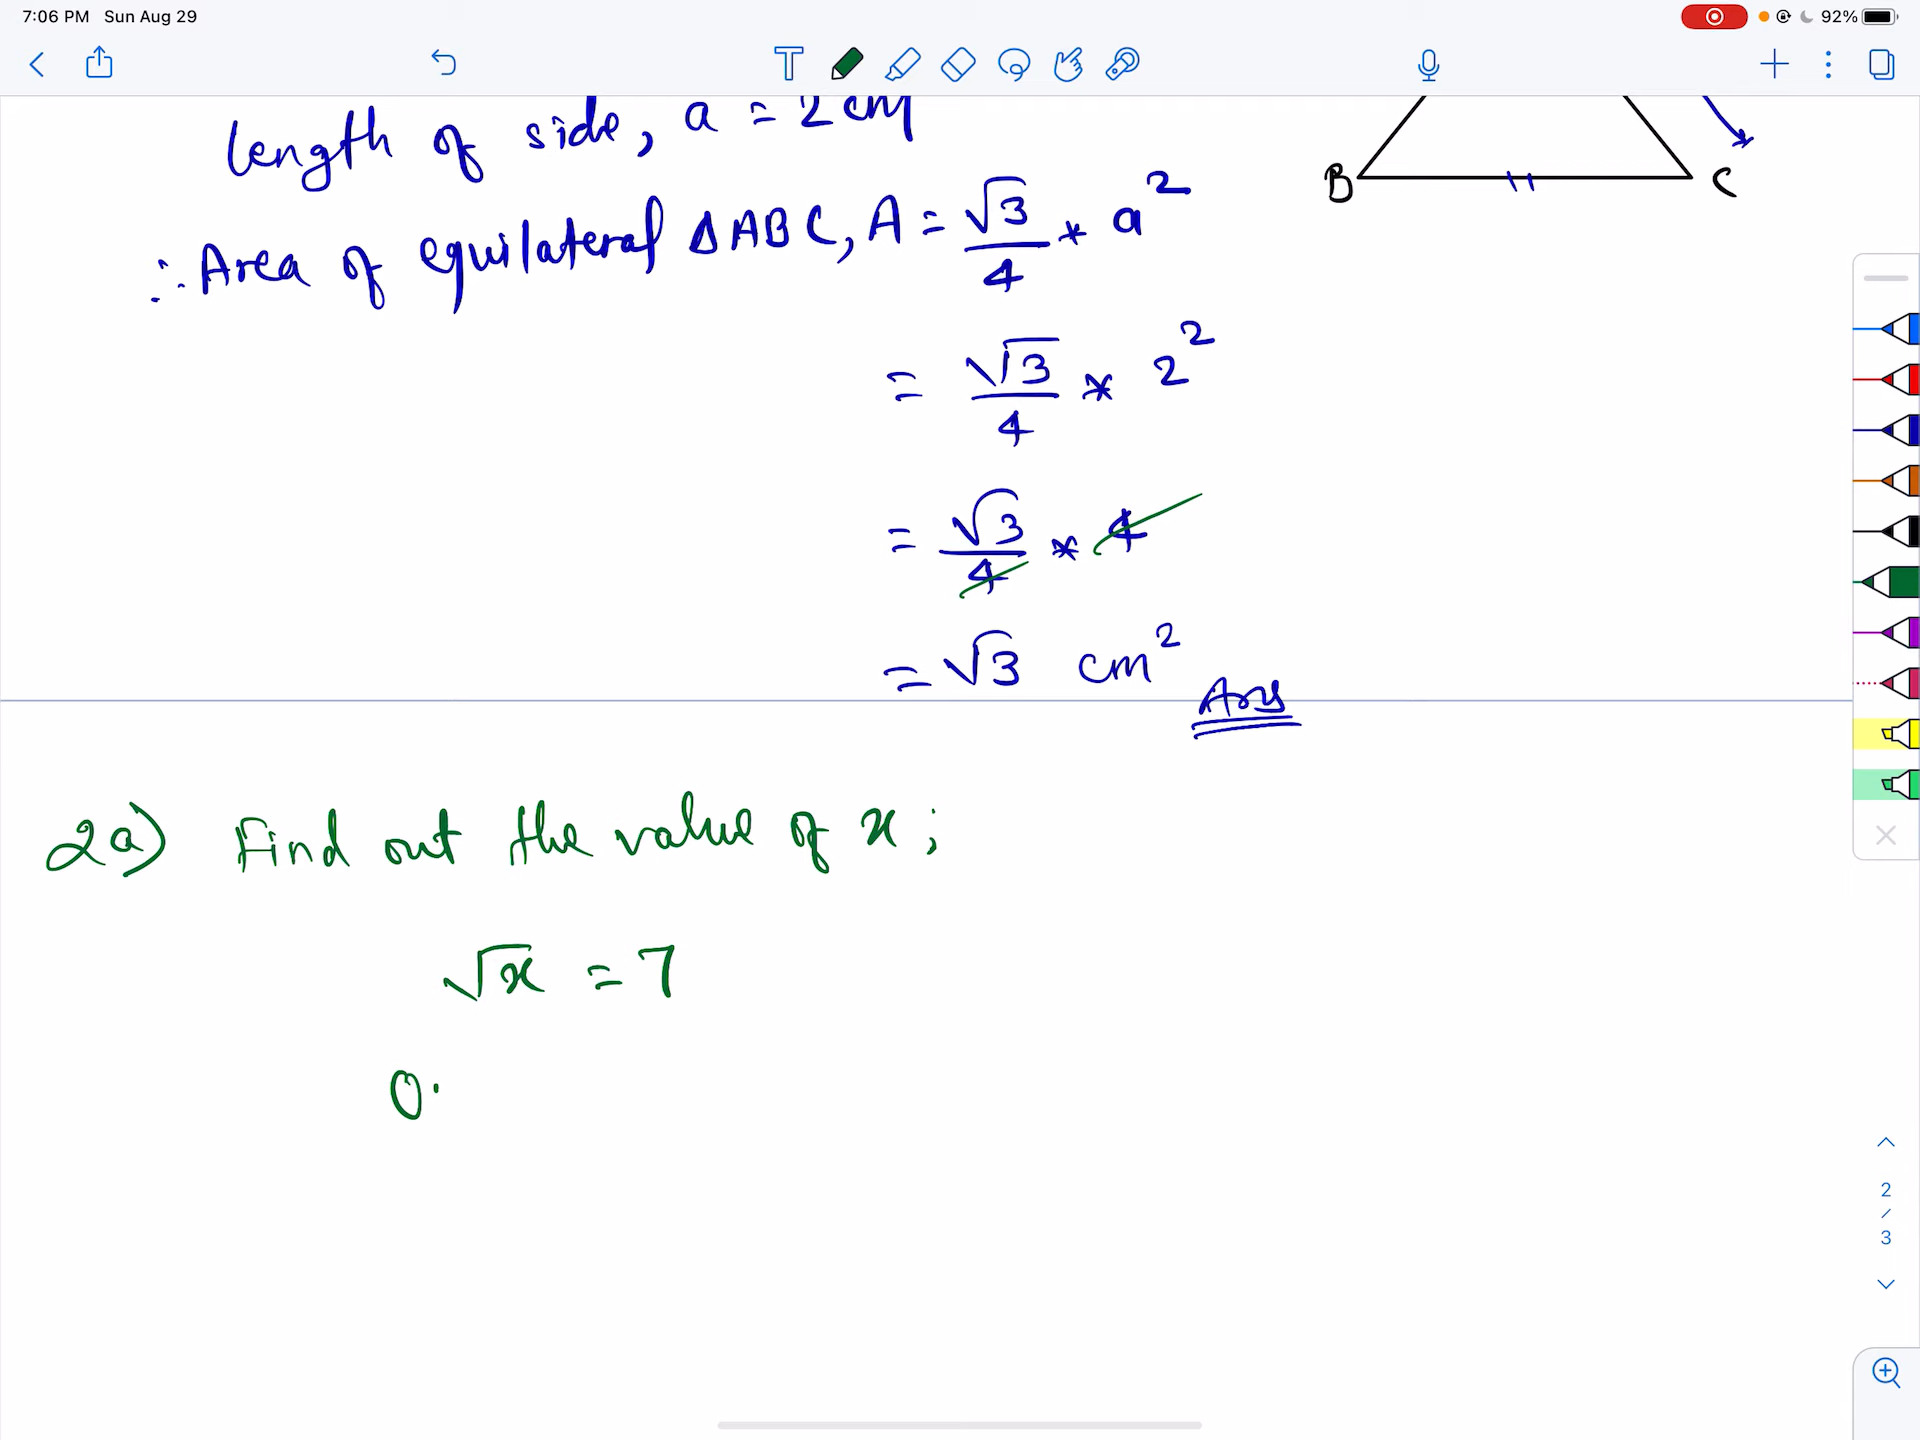 7:06 PM Sun Aug 29
92%
length of side, a = 2 cm
B C
∴ Area of equilateral ΔABC, A = √3/4 * a²
= √3/4 * 2²
= √3/4 * 4
= √3 cm²
Ans
2a) Find out the value of x;
√x = 7
0.
2
/
3